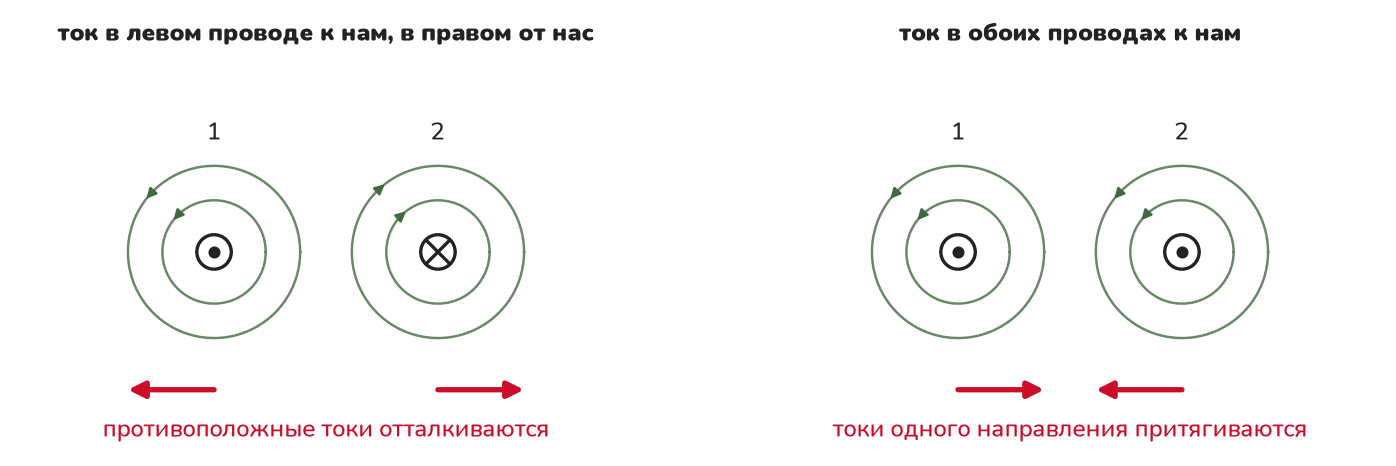 ток в левом проводе к нам, в правом от нас
1
2
противоположные токи отталкиваются
ток в обоих проводах к нам
1
2
токи одного направления притягиваются